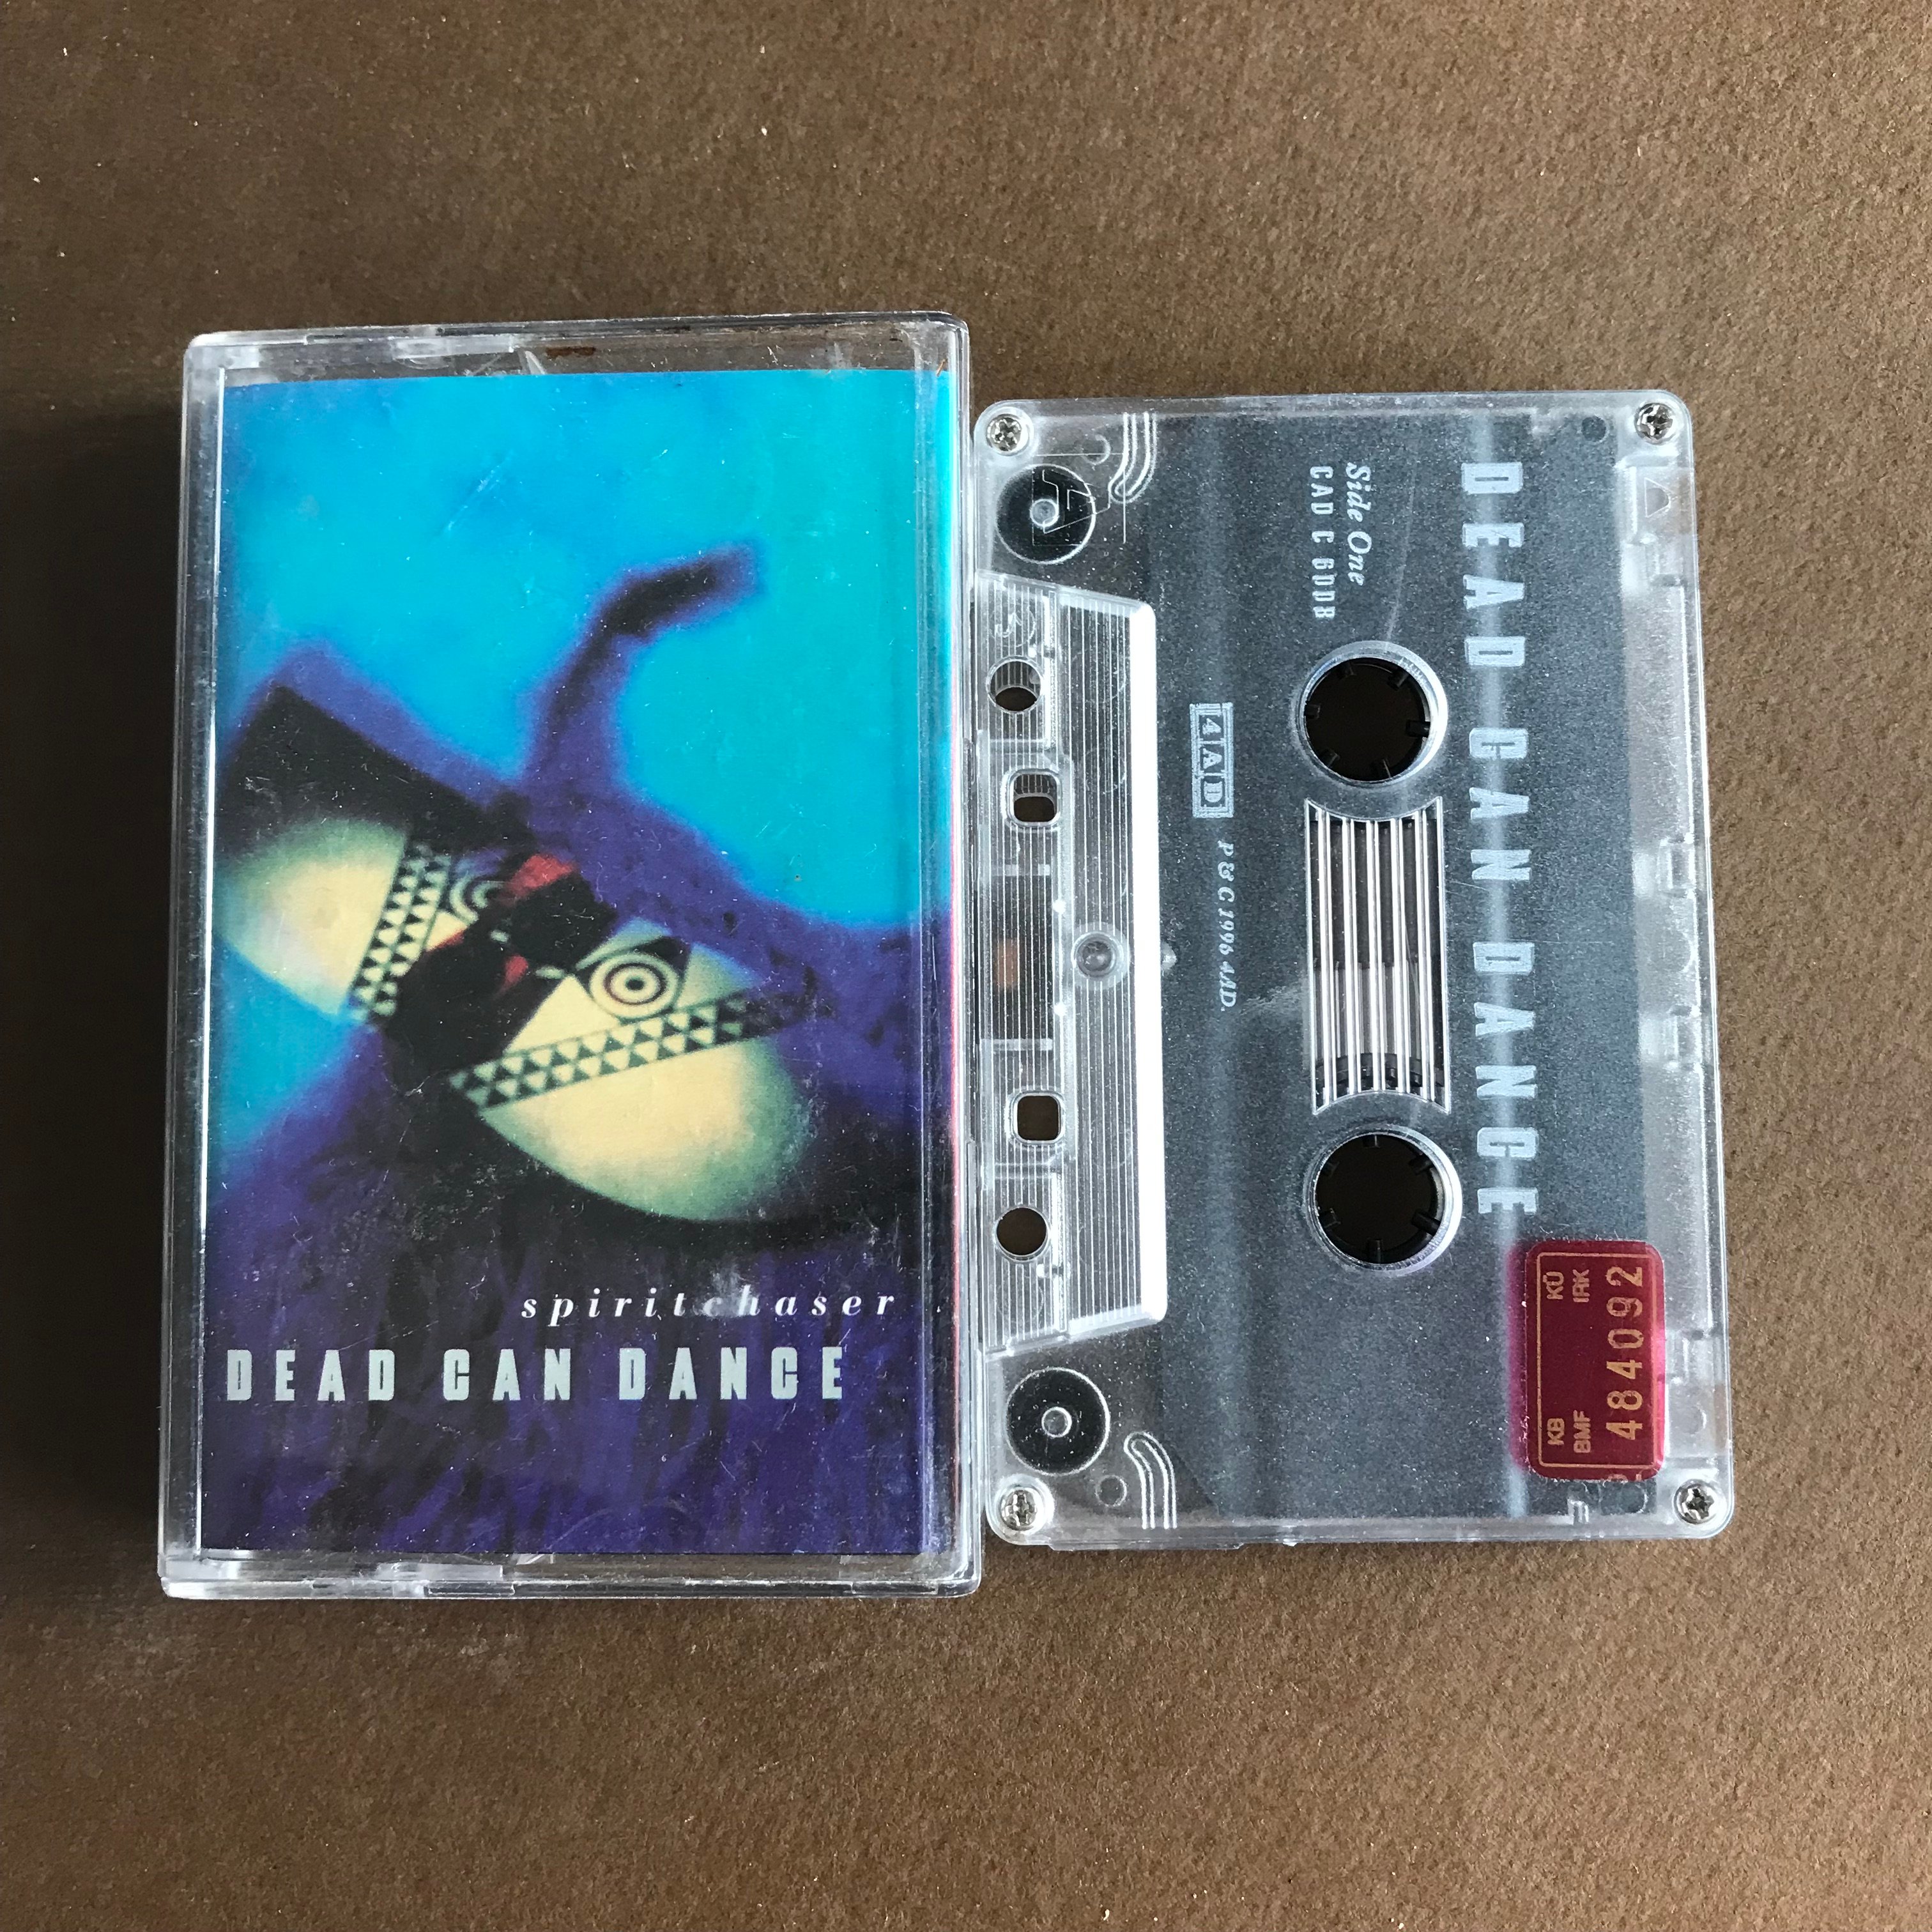 spiritchaser
DEAD CAN DANCE
DEAD CAN DANCE
Side One
CAD C 6008
4AD
P & C 1996 4AD.
A
KB KÜ
BMF IRK
484092